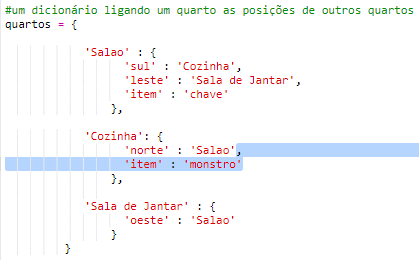 #um dicionário ligando um quarto as posições de outros quartos
quartos = {
'Salao' : {
'sul' : 'Cozinha',
'leste' : 'Sala de Jantar',
'item' : 'chave'
},
'Cozinha': {
'norte' : 'Salao',
'item' : 'monstro'
},
'Sala de Jantar' : {
'oeste' : 'Salao'
}
}